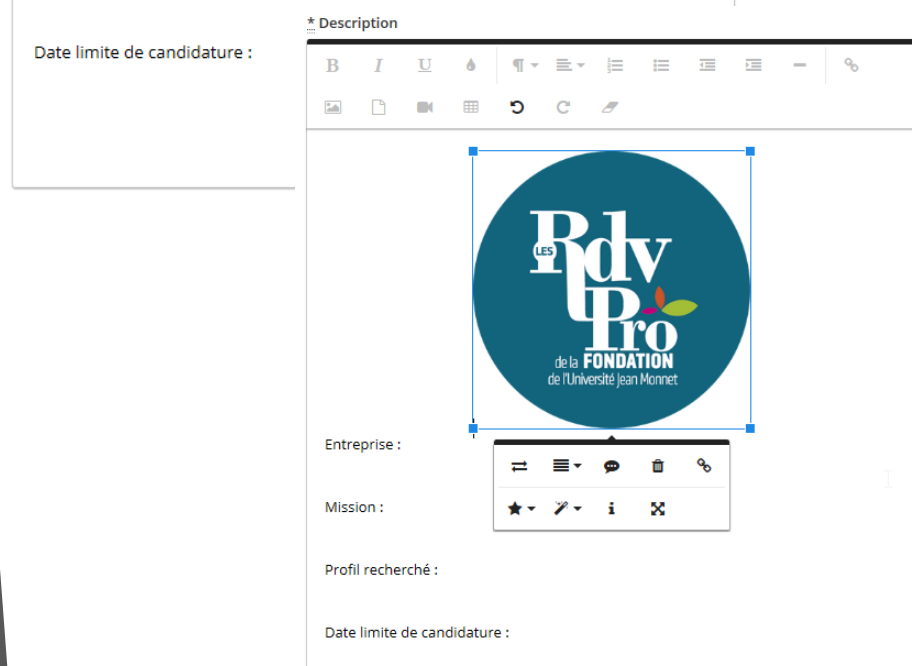 Date limite de candidature :
* Description
B I U
LES
Rdv
Pro
de la FONDATION
de l'Université Jean Monnet
Entreprise :
Mission :
Profil recherché :
Date limite de candidature :